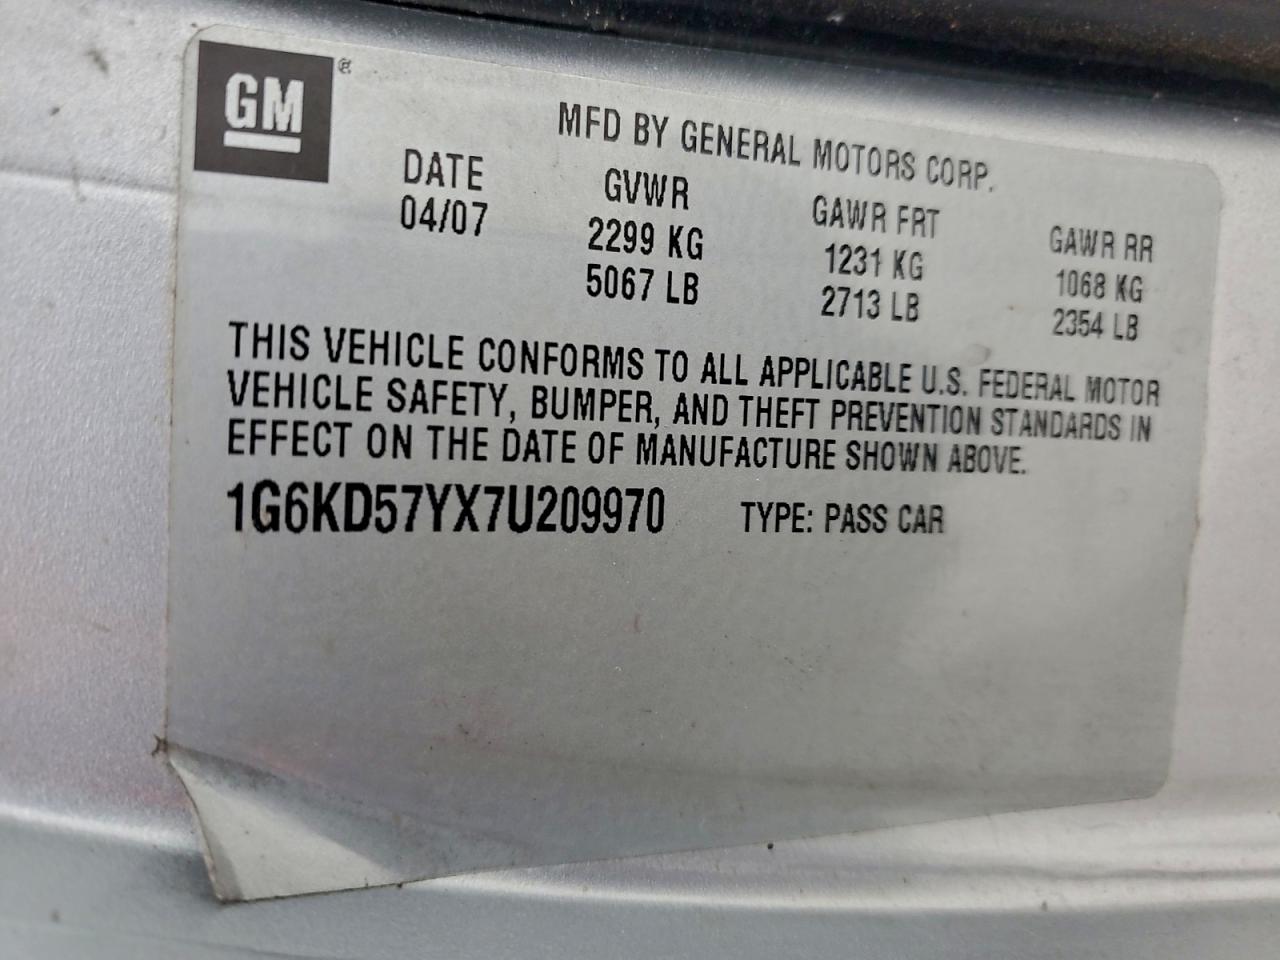 GM ®
MFD BY GENERAL MOTORS CORP.
DATE GVWR GAWR FRT GAWR RR
04/07 2299 KG 1231 KG 1068 KG
5067 LB 2713 LB 2354 LB
THIS VEHICLE CONFORMS TO ALL APPLICABLE U.S. FEDERAL MOTOR
VEHICLE SAFETY, BUMPER, AND THEFT PREVENTION STANDARDS IN
EFFECT ON THE DATE OF MANUFACTURE SHOWN ABOVE.
1G6KD57YX7U209970 TYPE: PASS CAR